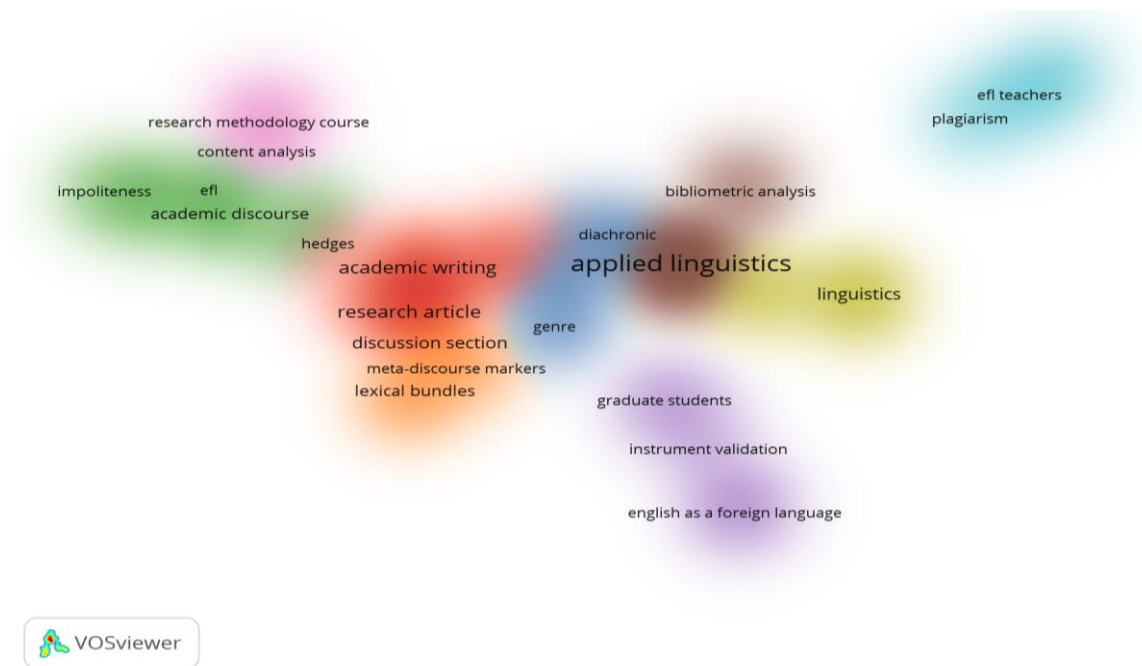 efl teachers
plagiarism
research methodology course
content analysis
impoliteness
efl
bibliometric analysis
academic discourse
diachronic
hedges
applied linguistics
academic writing
linguistics
research article
genre
discussion section
meta-discourse markers
lexical bundles
graduate students
instrument validation
english as a foreign language
VOSviewer